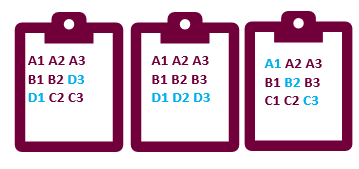 A1 A2 A3
B1 B2 D3
D1 C2 C3
A1 A2 A3
B1 B2 B3
D1 D2 D3
A1 A2 A3
B1 B2 B3
C1 C2 C3